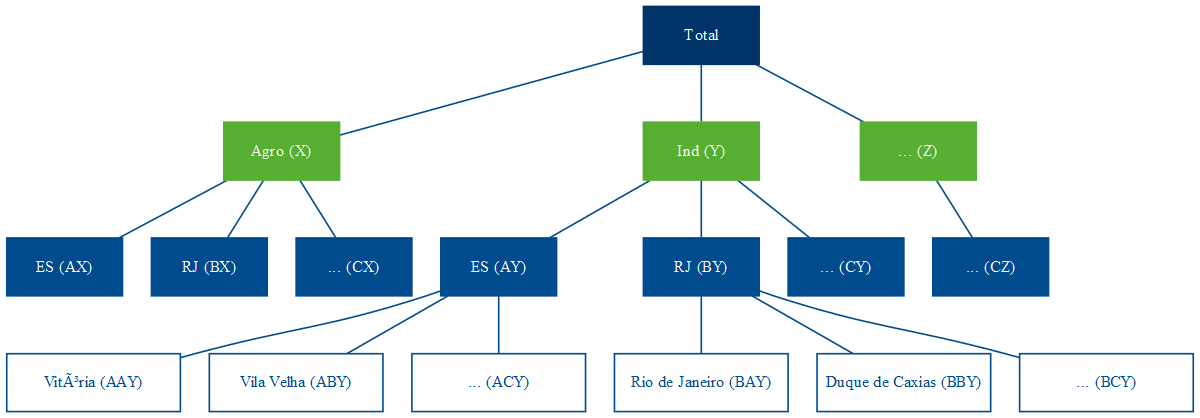 Total
Agro (X)
Ind (Y)
... (Z)
ES (AX)
RJ (BX)
... (CX)
ES (AY)
RJ (BY)
... (CY)
... (CZ)
VitÃ³ria (AAY)
Vila Velha (ABY)
... (ACY)
Rio de Janeiro (BAY)
Duque de Caxias (BBY)
... (BCY)